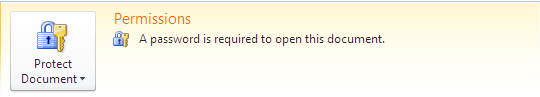 Permissions
A password is required to open this document.
Protect
Document